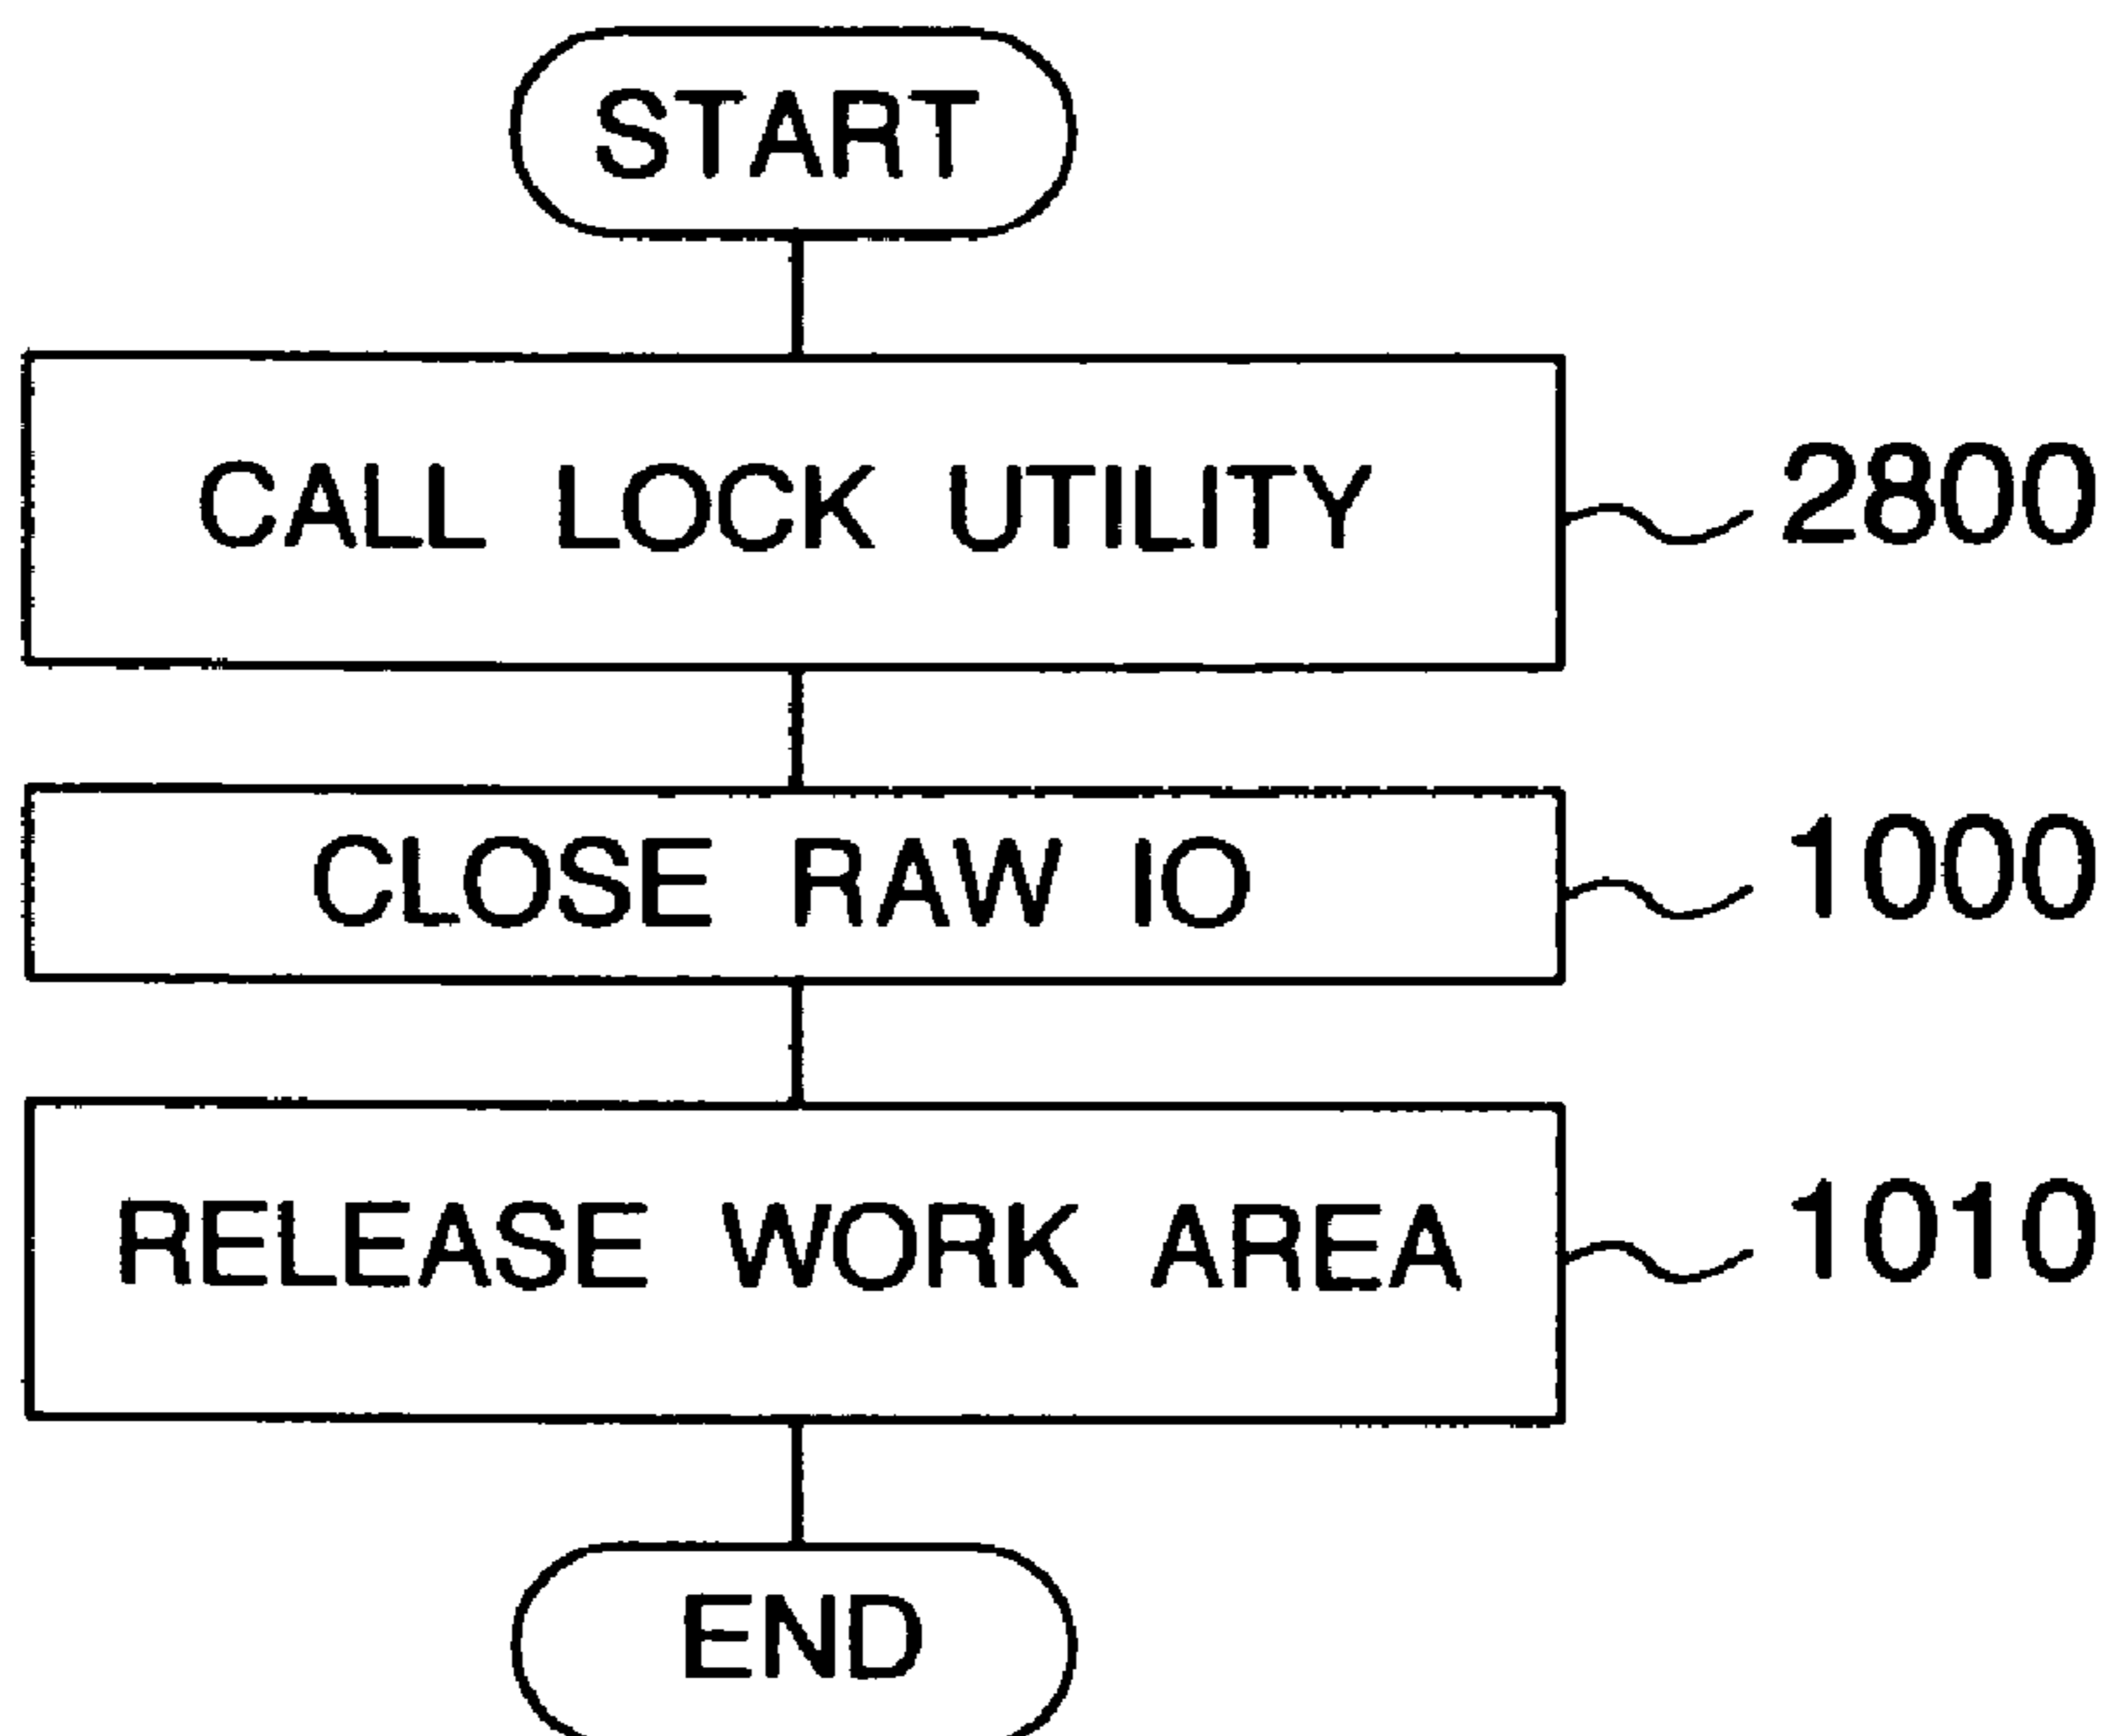 START
CALL LOCK UTILITY 2800
CLOSE RAW IO 1000
RELEASE WORK AREA 1010
END